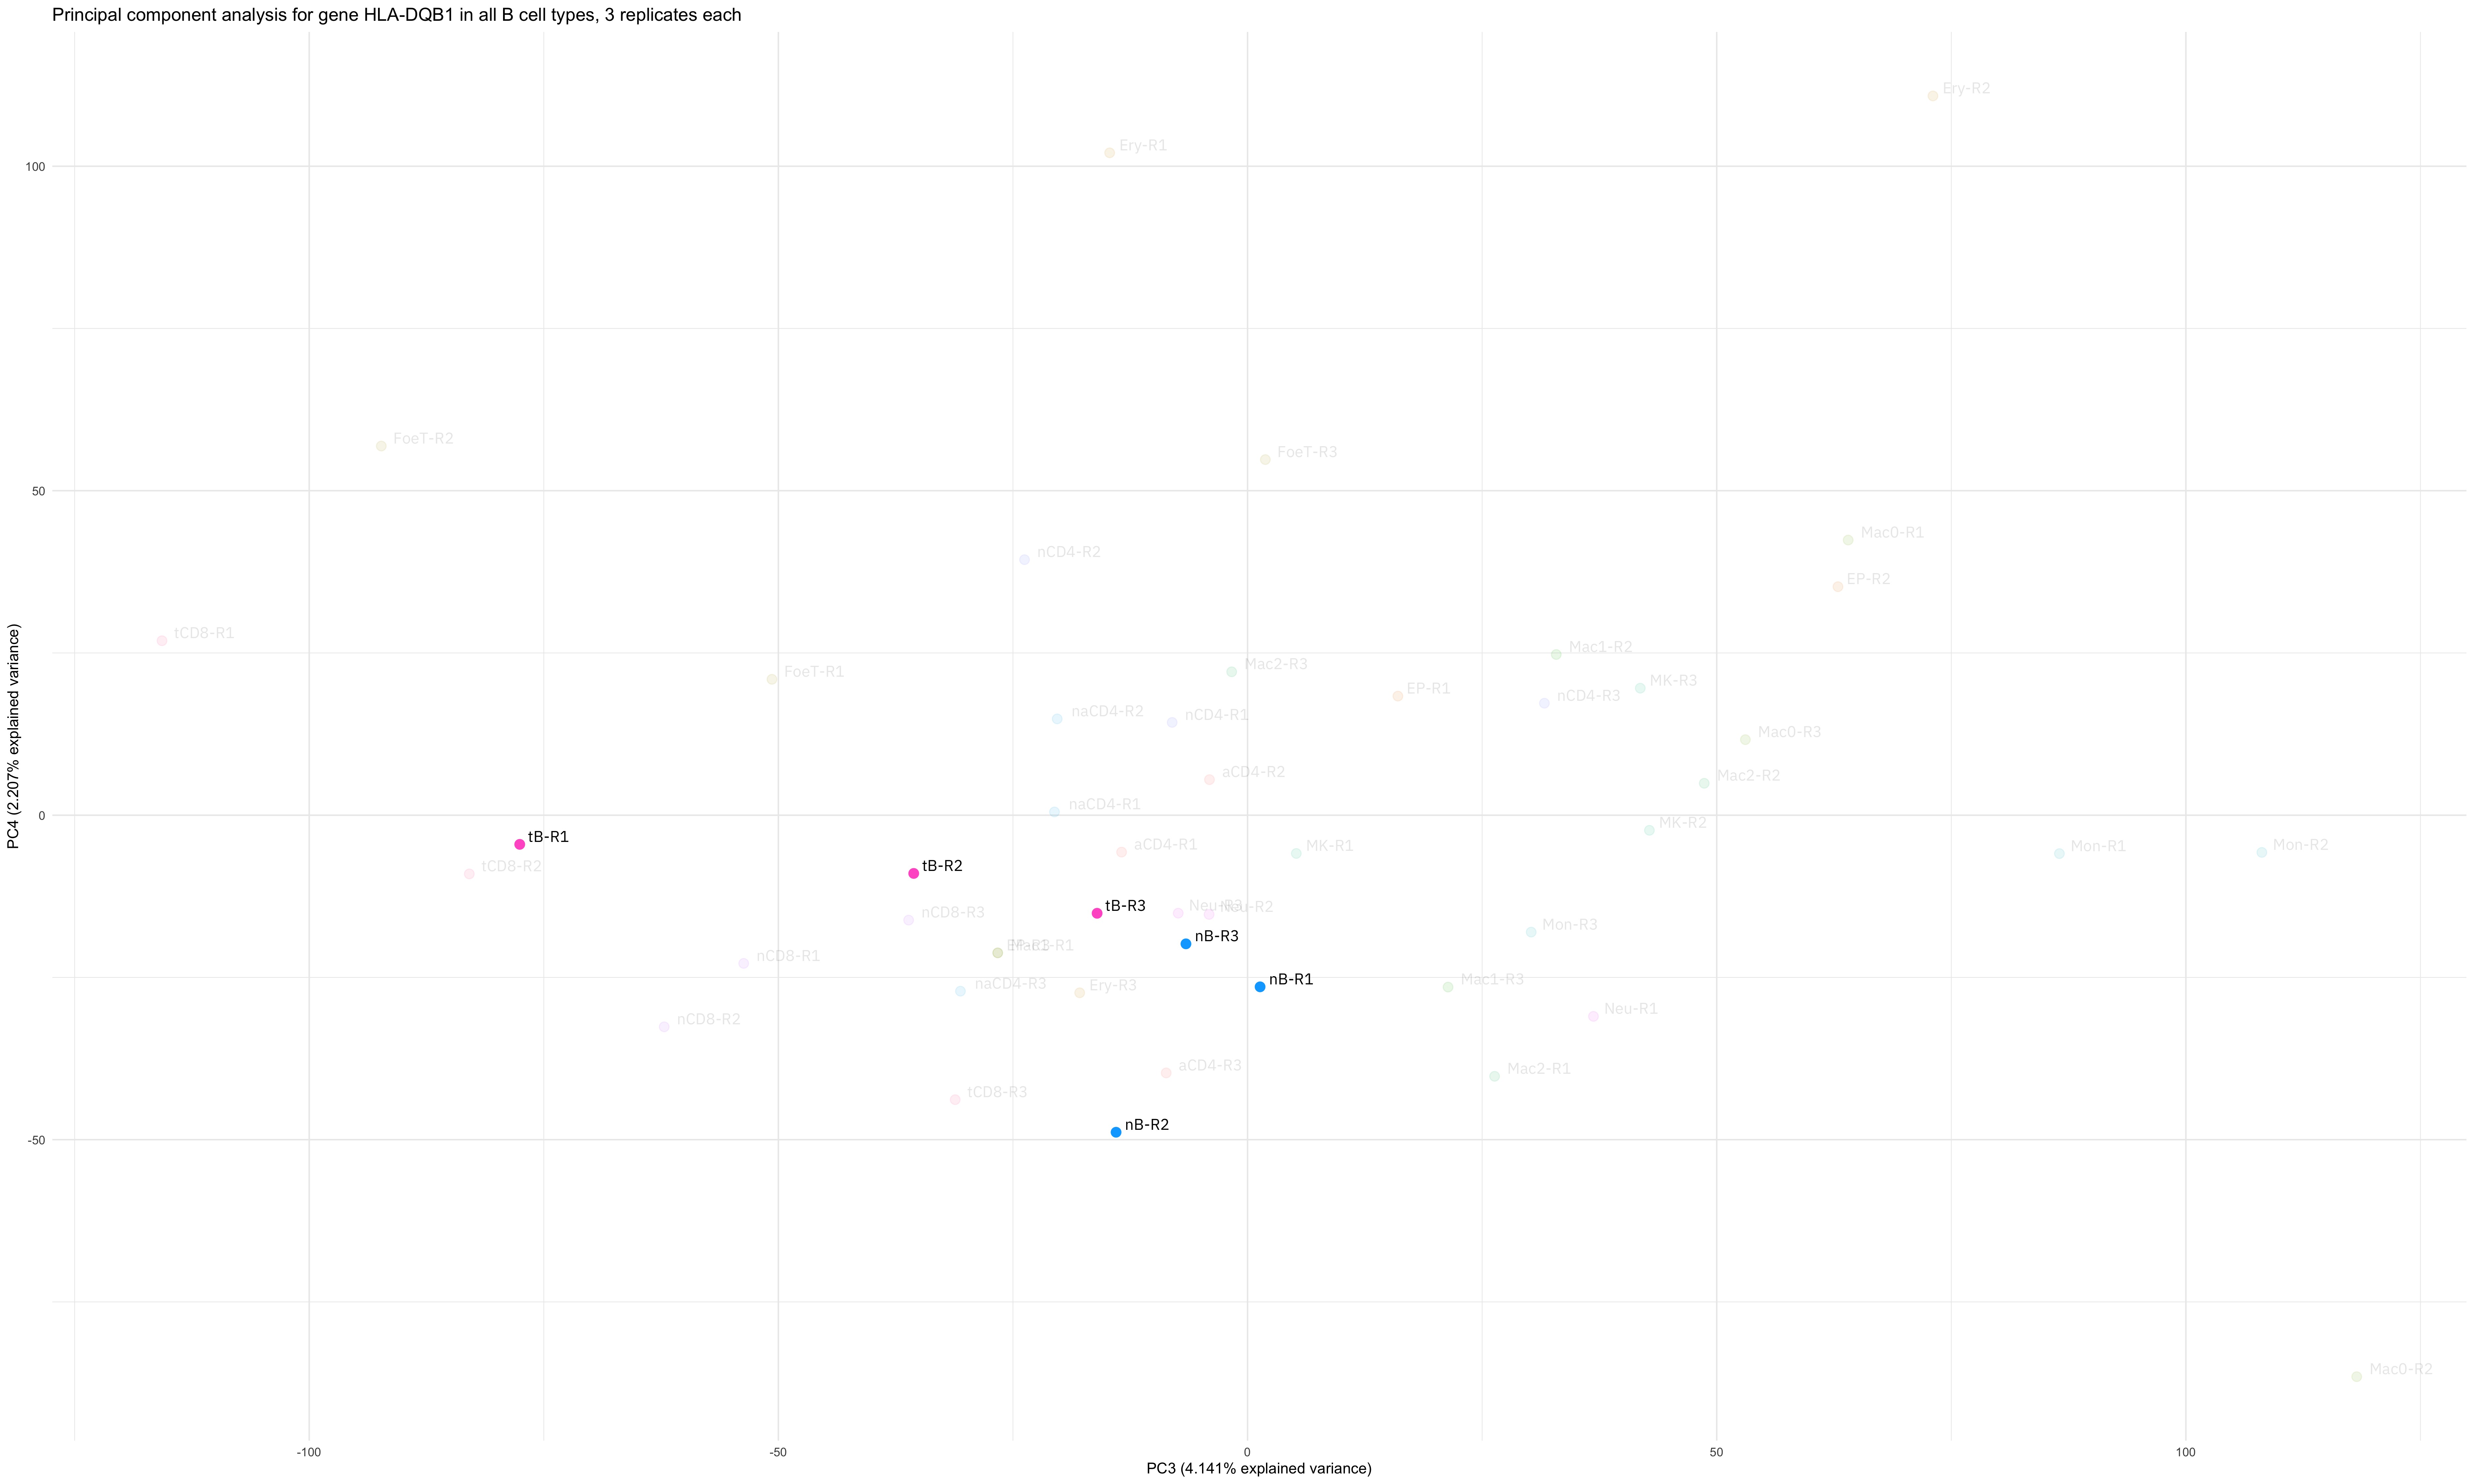 Principal component analysis for gene HLA-DQB1 in all B cell types, 3 replicates each
Ery-R2
Ery-R1
100
FoeT-R2
FoeT-R3
50
Mac0-R1
nCD4-R2
EP-R2
tCD8-R1
Mac1-R2
Mac2-R3
FoeT-R1
MK-R3
EP-R1
nCD4-R3
naCD4-R2
nCD4-R1
Mac0-R3
Mac2-R2
aCD4-R2
naCD4-R1
0
MK-R2
tB-R1
aCD4-R1
MK-R1
Mon-R1
Mon-R2
tCD8-R2
tB-R2
tB-R3
Neu-R3
Neu-R2
nCD8-R3
Mon-R3
nB-R3
EP-R3
Mac1-R1
nCD8-R1
nB-R1
Mac1-R3
naCD4-R3
Ery-R3
Neu-R1
nCD8-R2
aCD4-R3
Mac2-R1
tCD8-R3
nB-R2
-50
Mac0-R2
PC4 (2.207% explained variance)
-100
-50
0
50
100
PC3 (4.141% explained variance)